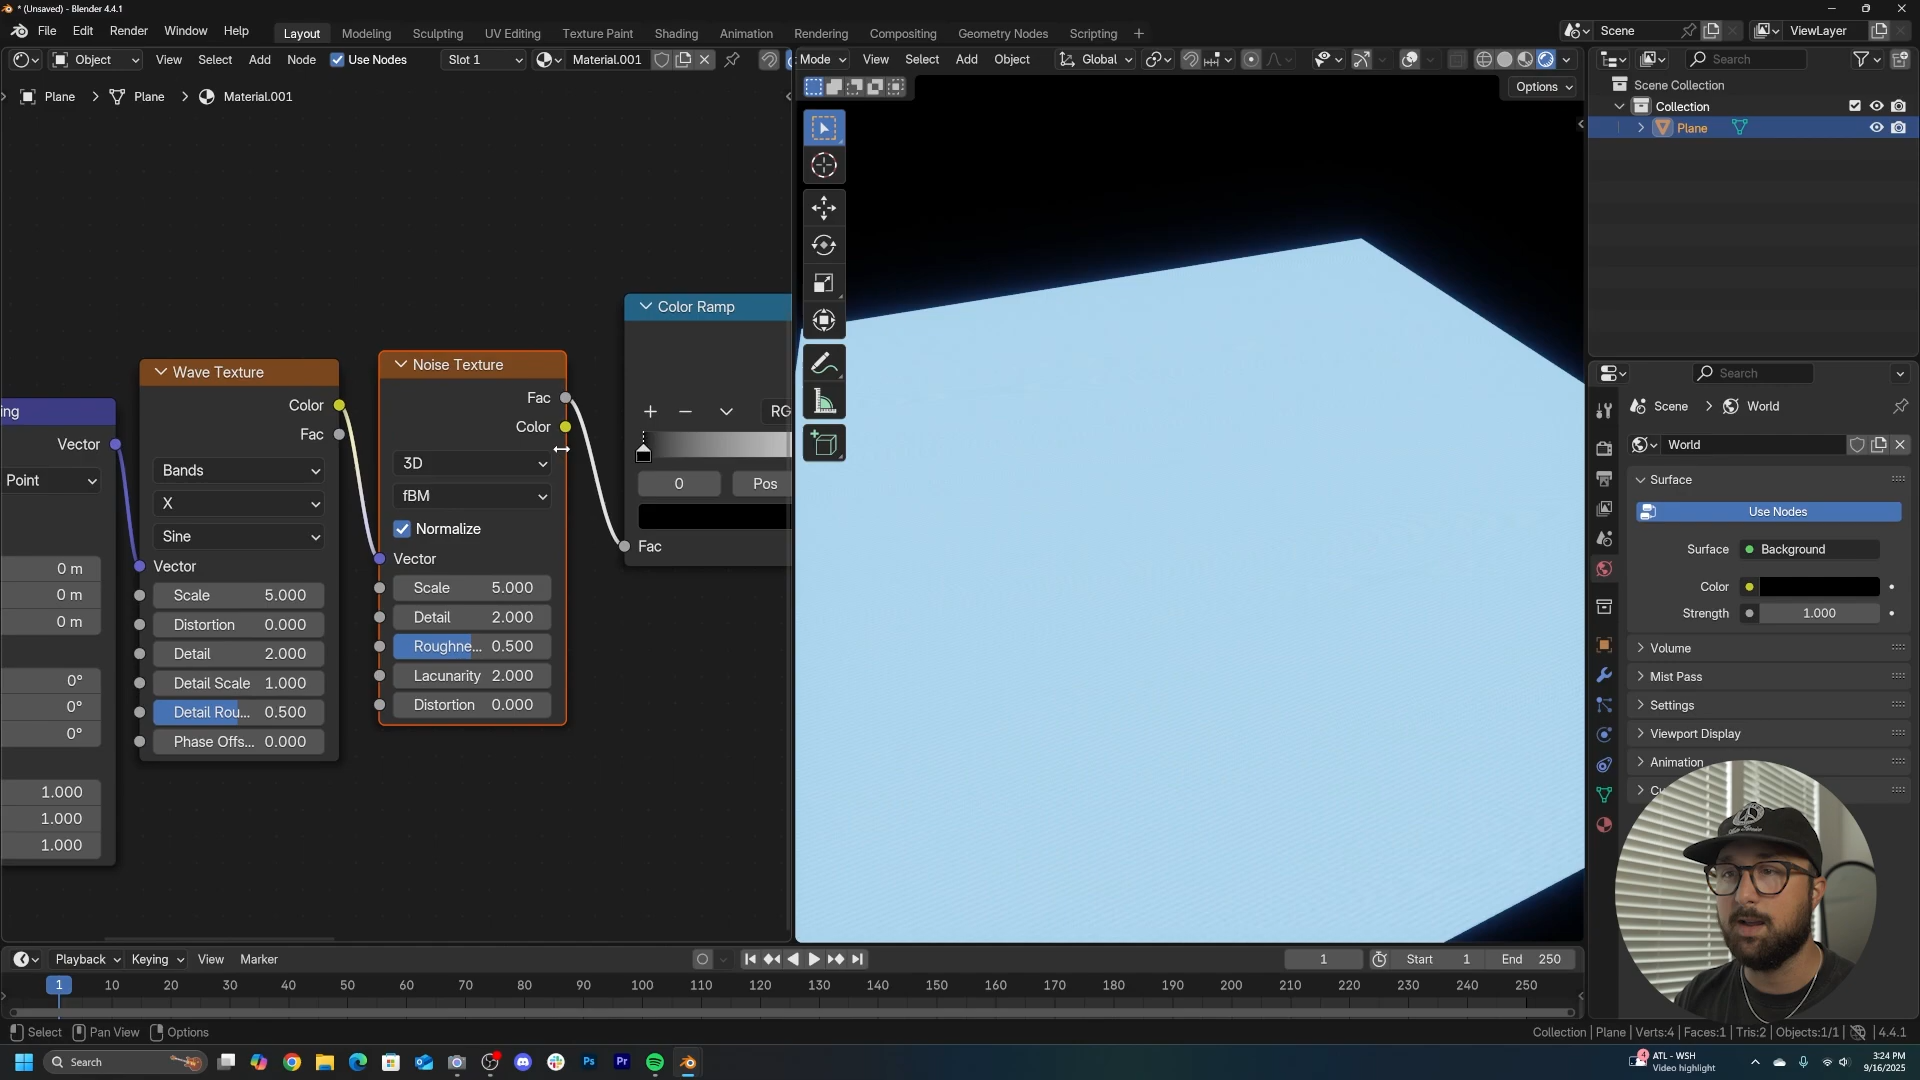 * (Unsaved) - Blender 4.4.1
File Edit Render Window Help Layout Modeling Sculpting UV Editing Texture Paint Shading Animation Rendering Compositing Geometry Nodes Scripting + Scene ViewLayer
Object View Select Add Node Use Nodes Slot 1 Material.001
Mode View Select Add Object Global
Search
Options
Plane > Plane > Material.001
Scene Collection
Collection
Plane
Color Ramp
RG
0 Pos
Fac
Wave Texture
Color
Fac
Bands
X
Sine
Vector
Scale 5.000
Distortion 0.000
Detail 2.000
Detail Scale 1.000
Detail Rou... 0.500
Phase Offs... 0.000
Noise Texture
Fac
Color
3D
fBM
Normalize
Vector
Scale 5.000
Detail 2.000
Roughne... 0.500
Lacunarity 2.000
Distortion 0.000
ing
Vector
Point
0 m
0 m
0 m
0°
0°
0°
1.000
1.000
1.000
Search
Scene > World
World
Surface
Use Nodes
Surface Background
Color
Strength 1.000
Volume
Mist Pass
Settings
Viewport Display
Animation
Playback Keying View Marker
1 Start 1 End 250
1 10 20 30 40 50 60 70 80 90 100 110 120 130 140 150 160 170 180 190 200 210 220 230 240 250
Select Pan View Options
Collection | Plane | Verts:4 | Faces:1 | Tris:2 | Objects:1/1 | 4.4.1
Search
Ps
Pr
4
ATL - WSH
Video highlight
3:24 PM
9/16/2025